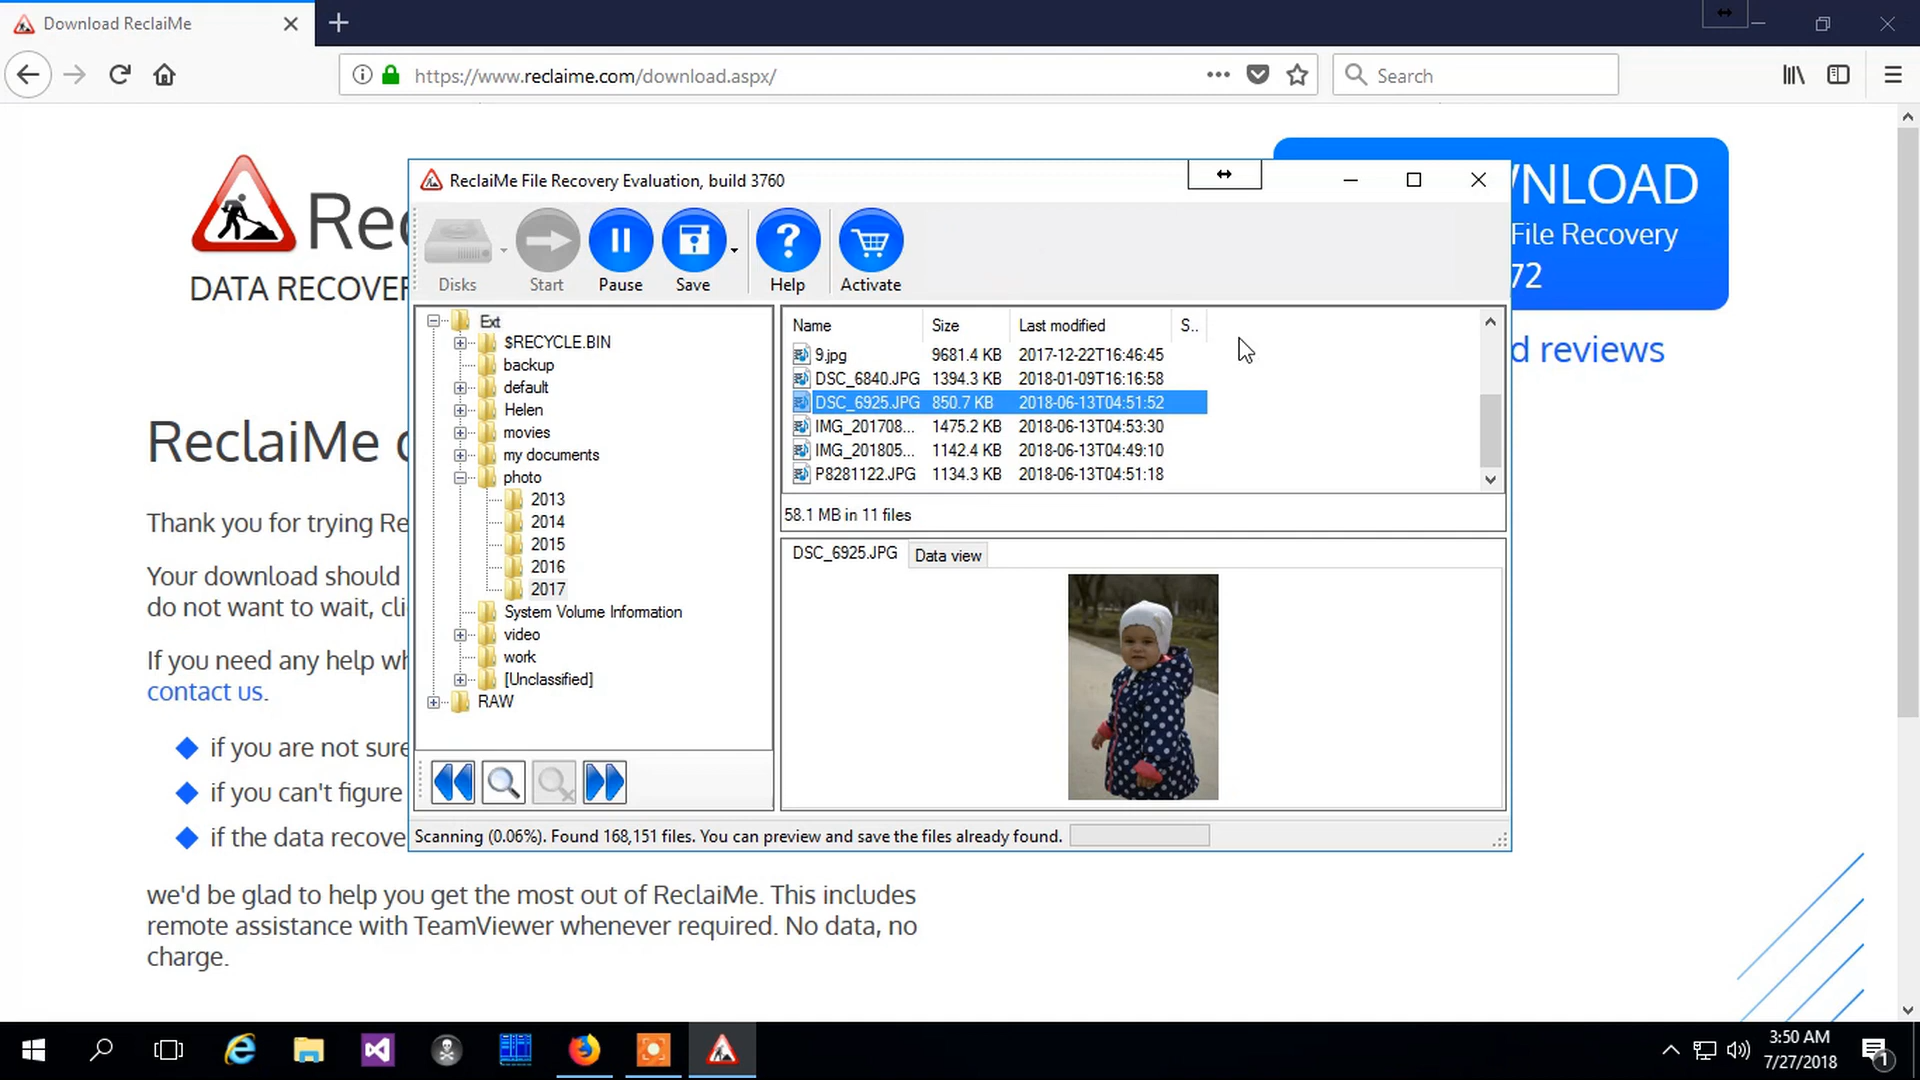 Download ReclaiMe
https://www.reclaime.com/download.aspx/
Search
DATA RECOVER
NLOAD
File Recovery
72
d reviews
ReclaiMe
Thank you for trying Re
Your download should
do not want to wait, cli
If you need any help wh
contact us.
if you are not sure
if you can't figure
if the data recove
we'd be glad to help you get the most out of ReclaiMe. This includes
remote assistance with TeamViewer whenever required. No data, no
charge.
ReclaiMe File Recovery Evaluation, build 3760
Disks Start Pause Save Help Activate
Ext
$RECYCLE.BIN
backup
default
Helen
movies
my documents
photo
2013
2014
2015
2016
2017
System Volume Information
video
work
[Unclassified]
RAW
Name Size Last modified S..
9.jpg 9681.4 KB 2017-12-22T16:46:45
DSC_6840.JPG 1394.3 KB 2018-01-09T16:16:58
DSC_6925.JPG 850.7 KB 2018-06-13T04:51:52
IMG_201708... 1475.2 KB 2018-06-13T04:53:30
IMG_201805... 1142.4 KB 2018-06-13T04:49:10
P8281122.JPG 1134.3 KB 2018-06-13T04:51:18
58.1 MB in 11 files
DSC_6925.JPG Data view
Scanning (0.06%). Found 168,151 files. You can preview and save the files already found.
3:50 AM
7/27/2018
1